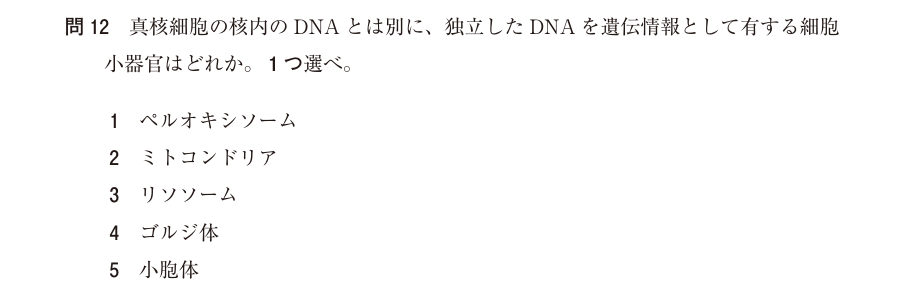 問 12　真核細胞の核内の DNA とは別に、独立した DNA を遺伝情報として有する細胞
小器官はどれか。1つ選べ。
1　ペルオキシソーム
2　ミトコンドリア
3　リソソーム
4　ゴルジ体
5　小胞体